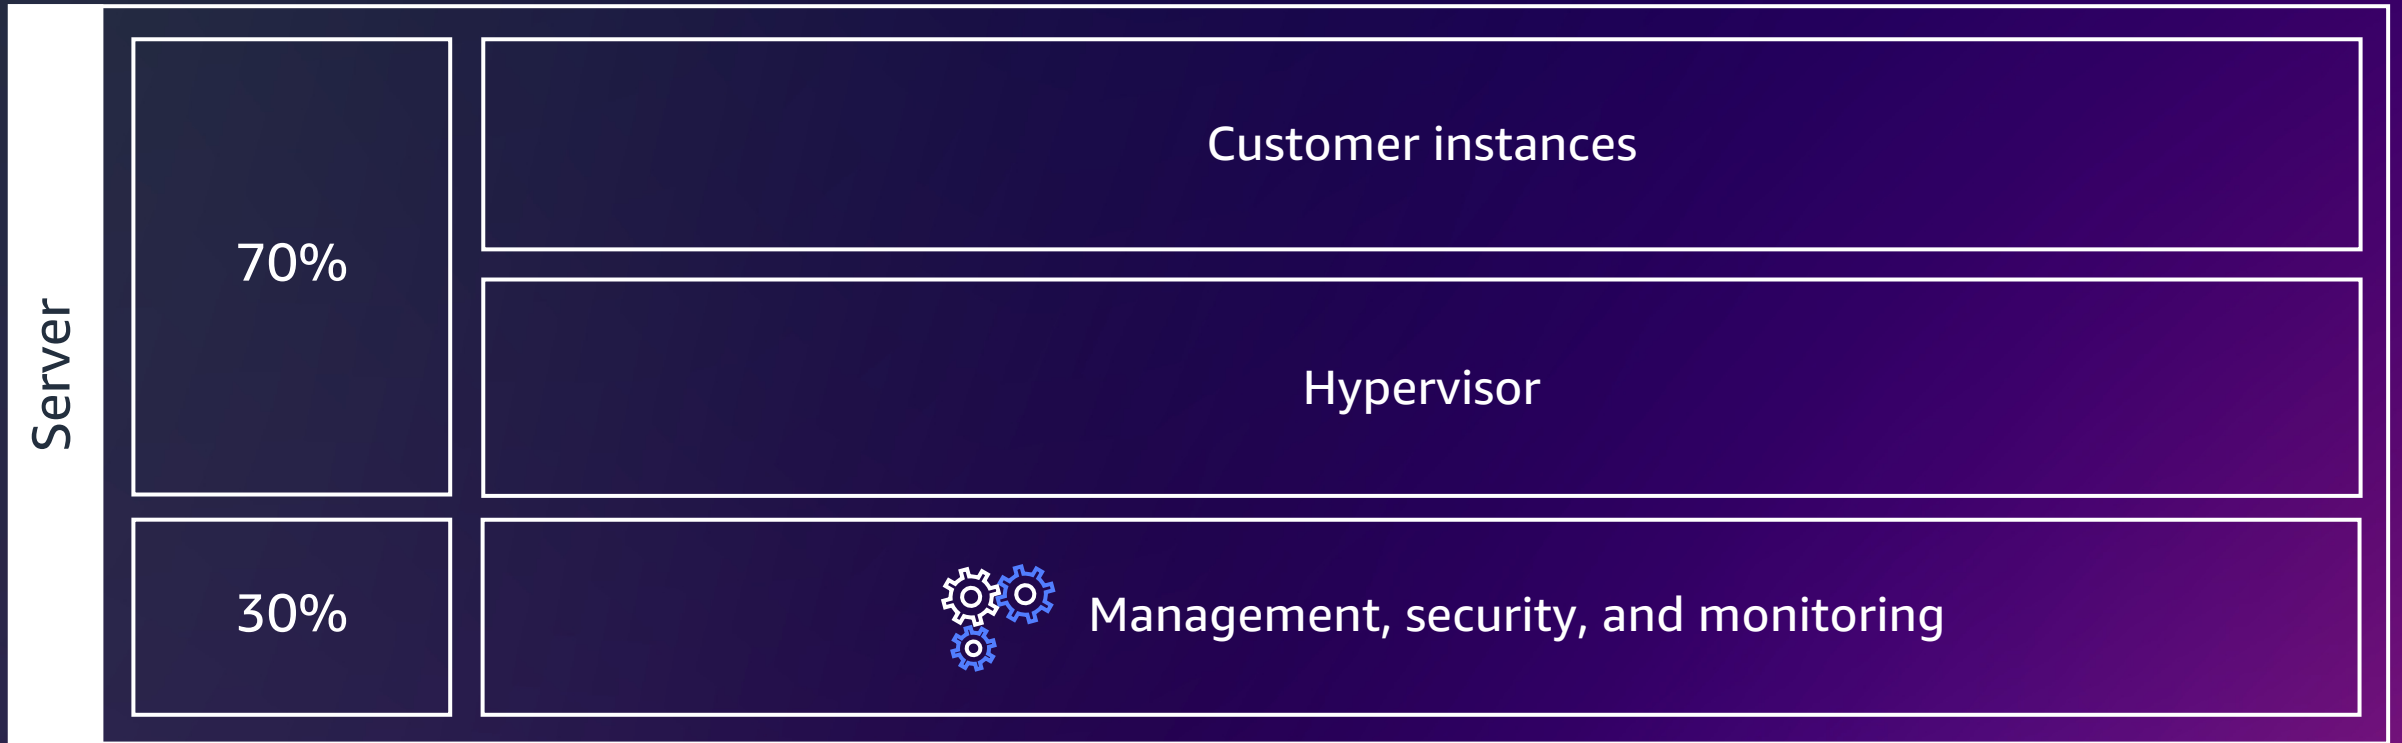 Server
70%
Customer instances
Hypervisor
30%
Management, security, and monitoring